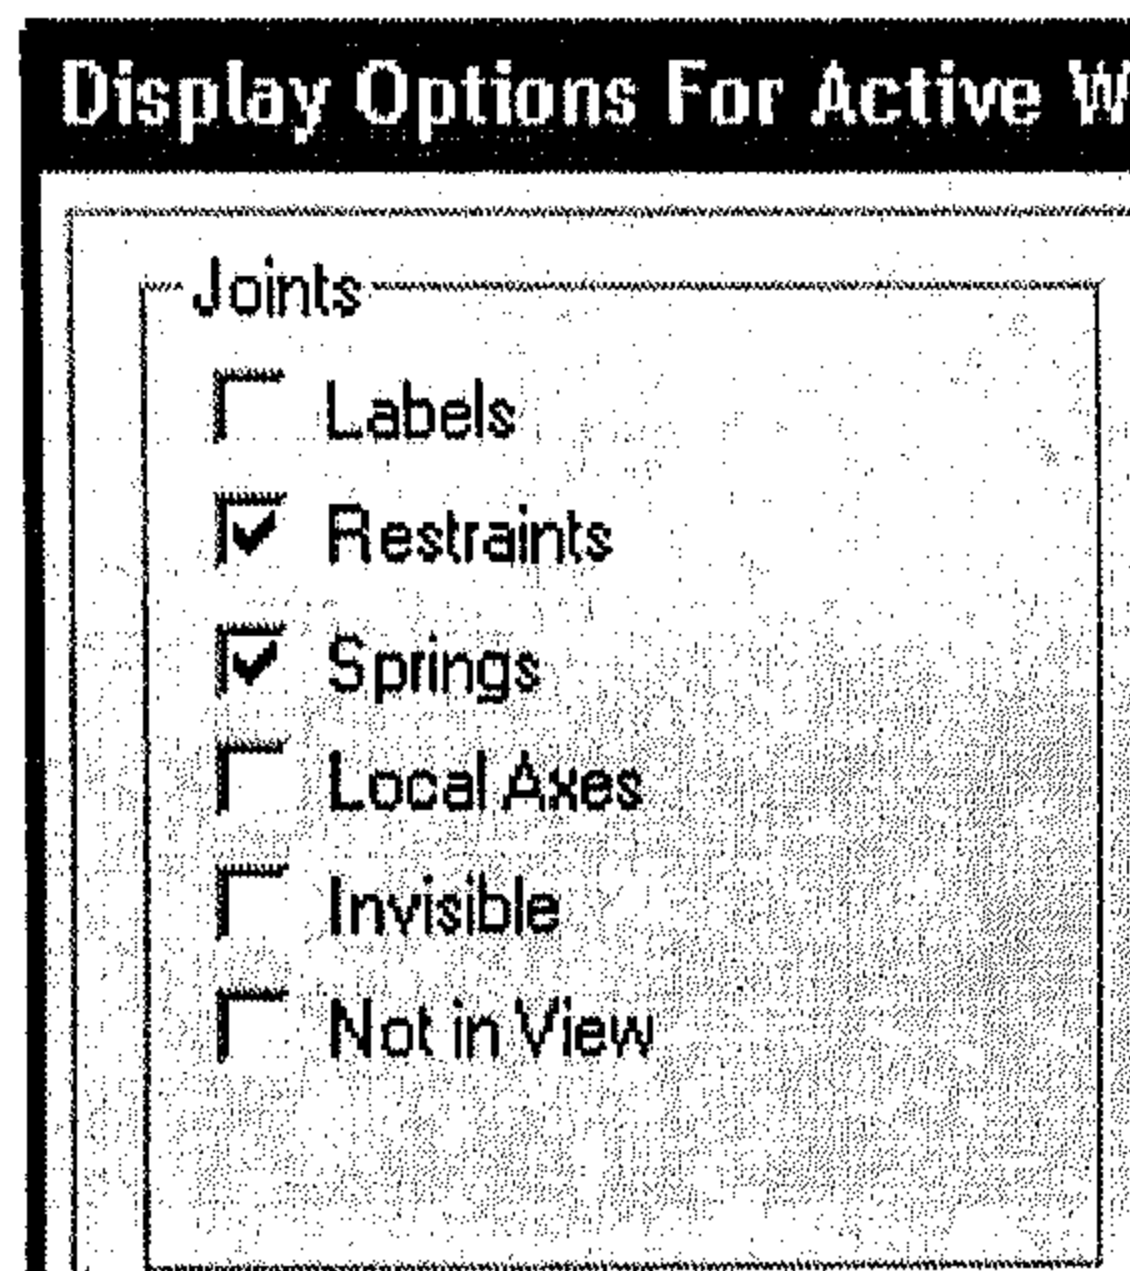 Display Options For Active W
Joints
Labels
Restraints
Springs
Local Axes
Invisible
Not in View